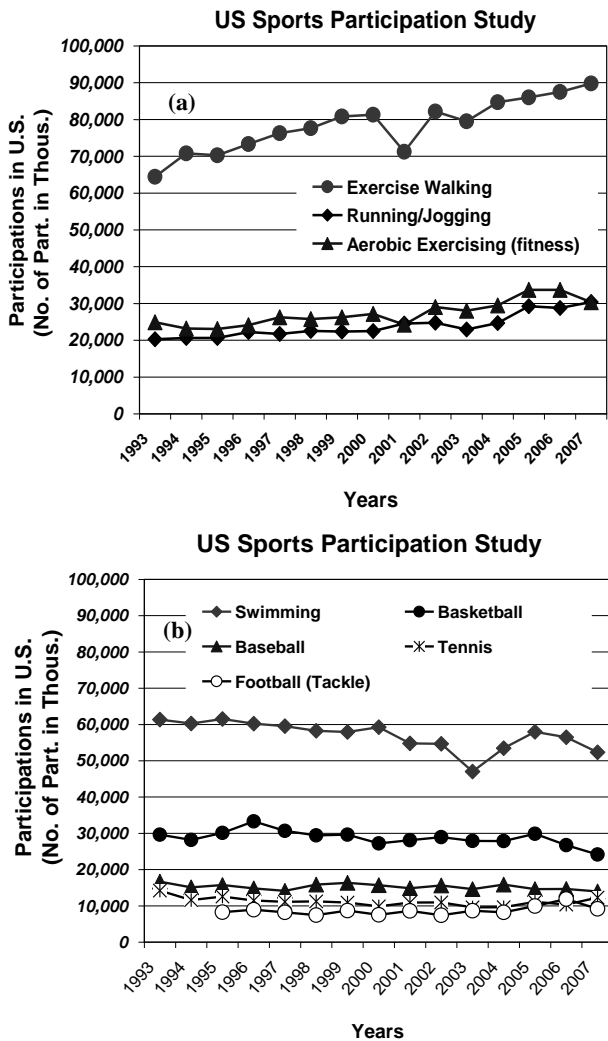 US Sports Participation Study
Participations in U.S.
(No. of Part. in Thous.)
100,000
90,000
80,000
70,000
60,000
50,000
40,000
30,000
20,000
10,000
0
(a)
Exercise Walking
Running/Jogging
Aerobic Exercising (fitness)
1993 1994 1995 1996 1997 1998 1999 2000 2001 2002 2003 2004 2005 2006 2007
Years
US Sports Participation Study
Participations in U.S.
(No. of Part. in Thous.)
100,000
90,000
80,000
70,000
60,000
50,000
40,000
30,000
20,000
10,000
0
Swimming Basketball
(b)
Baseball Tennis
Football (Tackle)
1993 1994 1995 1996 1997 1998 1999 2000 2001 2002 2003 2004 2005 2006 2007
Years